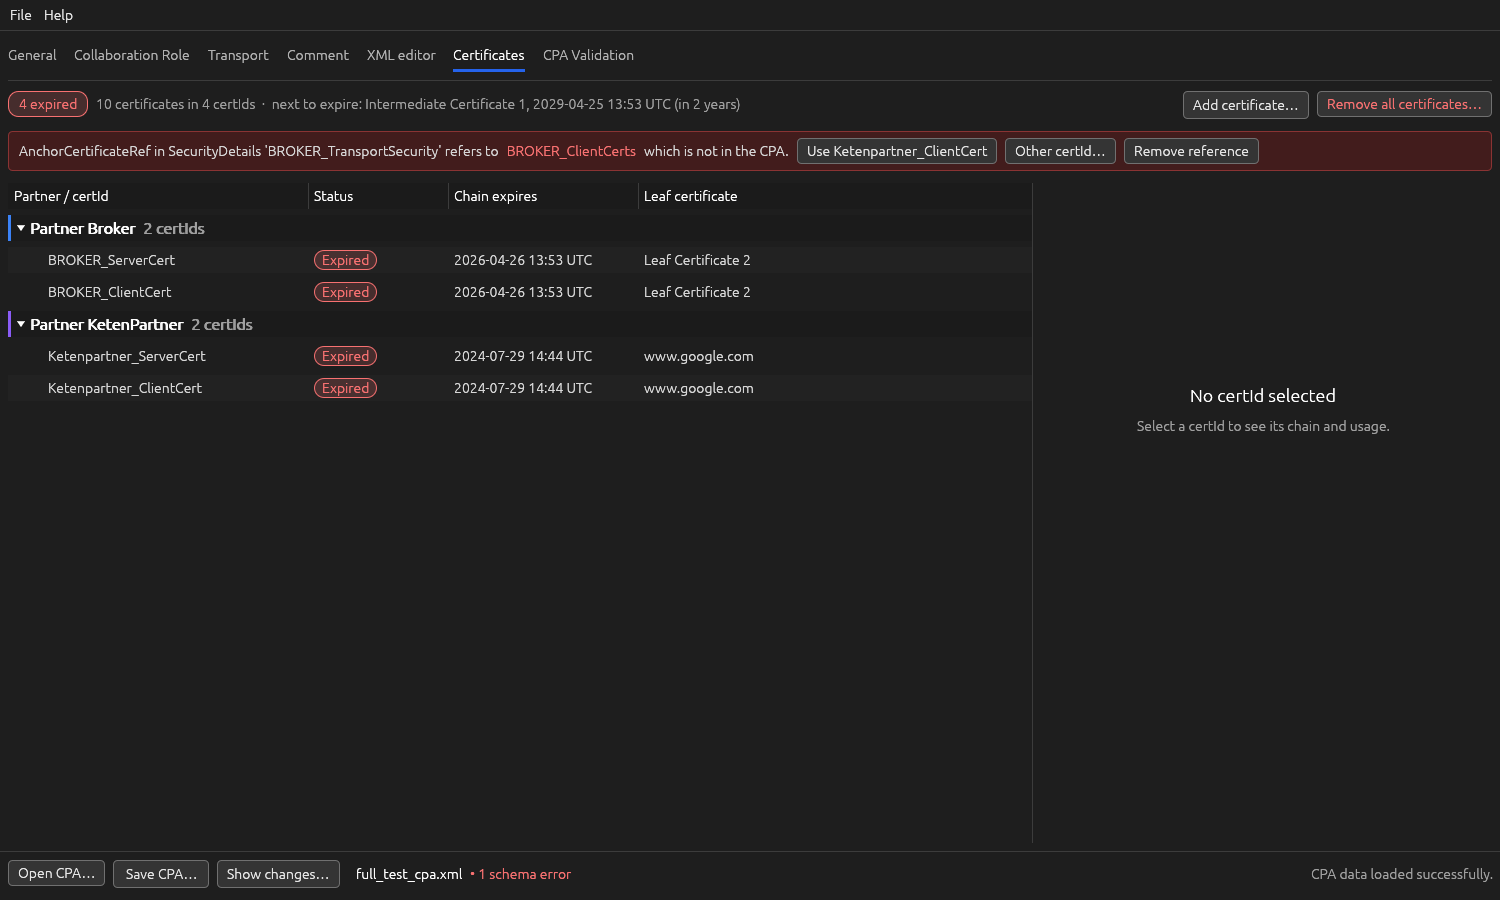 File Help
General Collaboration Role Transport Comment XML editor Certificates CPA Validation
4 expired 10 certificates in 4 certIds · next to expire: Intermediate Certificate 1, 2029-04-25 13:53 UTC (in 2 years) Add certificate... Remove all certificates...
AnchorCertificateRef in SecurityDetails 'BROKER_TransportSecurity' refers to BROKER_ClientCerts which is not in the CPA. Use Ketenpartner_ClientCert Other certId... Remove reference
Partner / certId Status Chain expires Leaf certificate
Partner Broker 2 certIds
BROKER_ServerCert Expired 2026-04-26 13:53 UTC Leaf Certificate 2
BROKER_ClientCert Expired 2026-04-26 13:53 UTC Leaf Certificate 2
Partner KetenPartner 2 certIds
Ketenpartner_ServerCert Expired 2024-07-29 14:44 UTC www.google.com
Ketenpartner_ClientCert Expired 2024-07-29 14:44 UTC www.google.com
No certId selected
Select a certId to see its chain and usage.
Open CPA... Save CPA... Show changes... full_test_cpa.xml • 1 schema error CPA data loaded successfully.